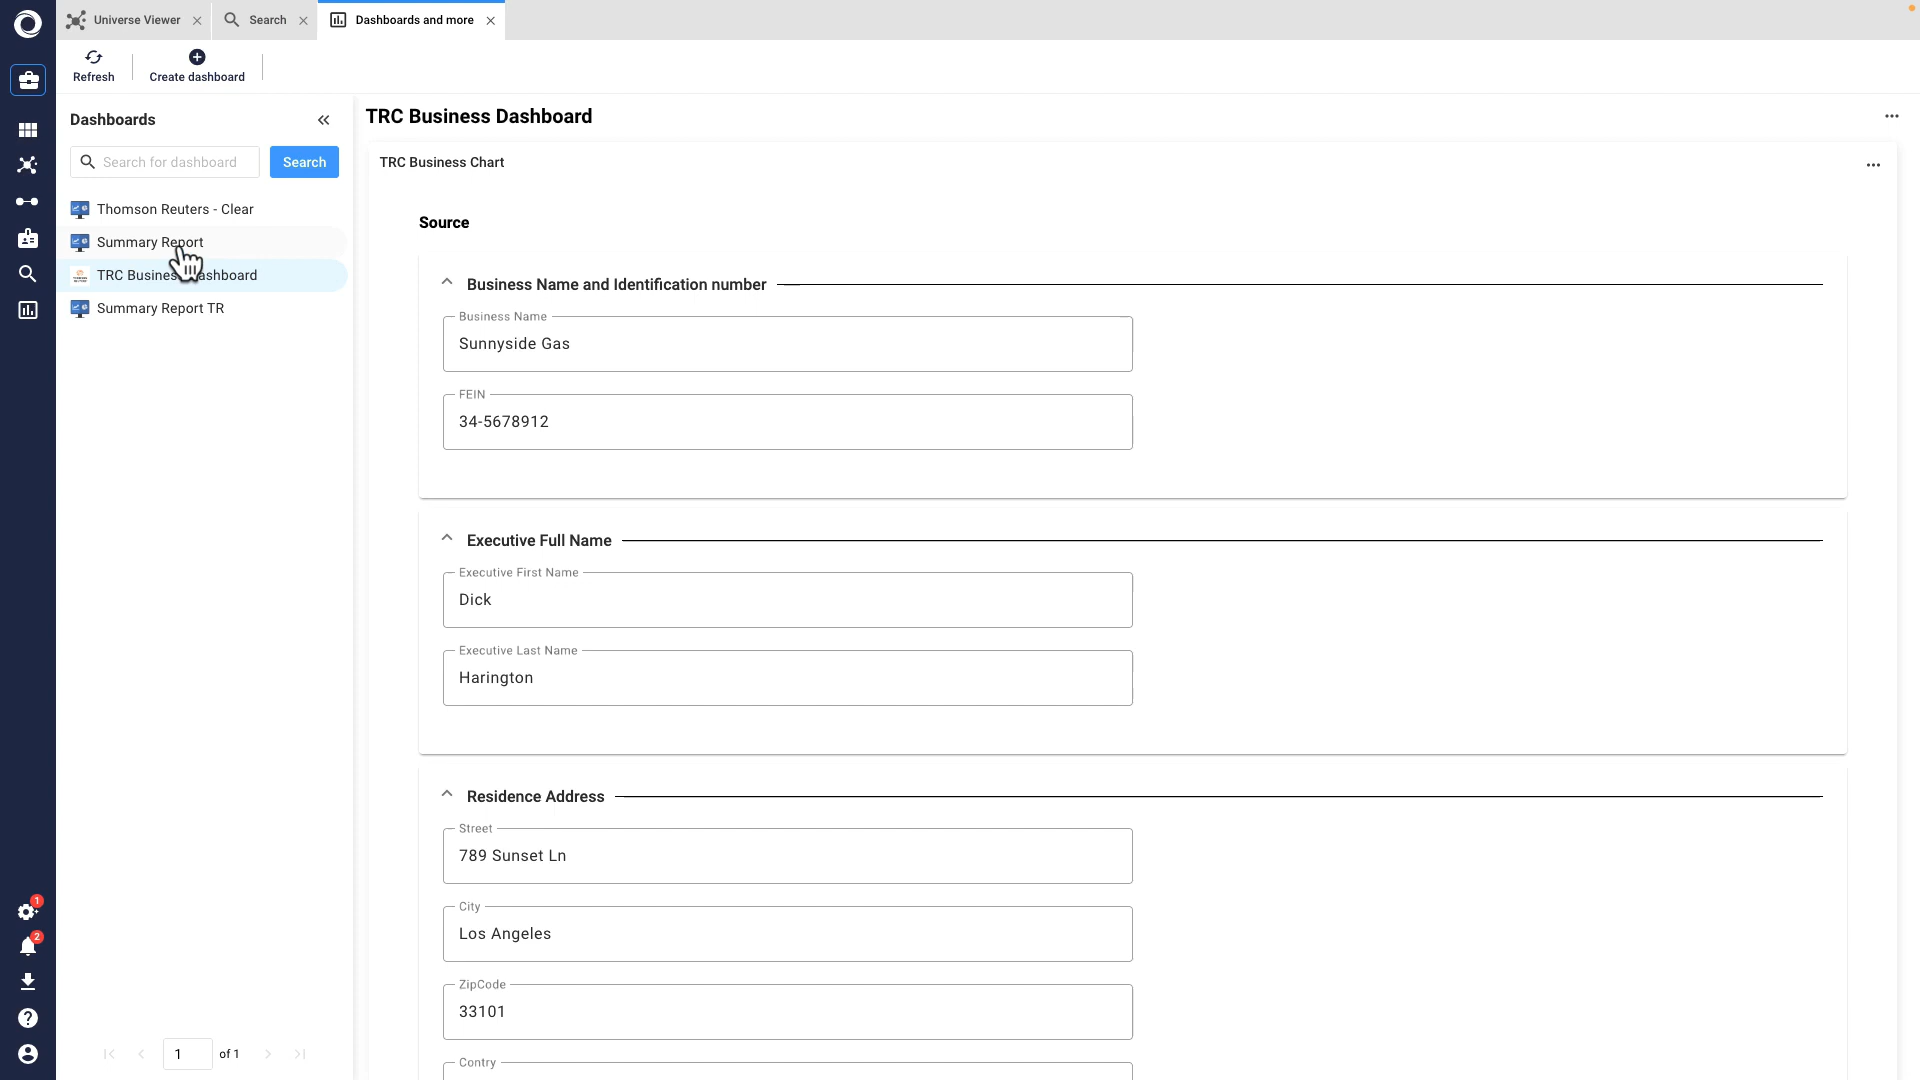 Universe Viewer
Search
Dashboards and more
Refresh
Create dashboard
Dashboards
Search for dashboard
Search
Thomson Reuters - Clear
Summary Report
TRC Business Dashboard
Summary Report TR
1
of 1
1
2
TRC Business Dashboard
TRC Business Chart
Source
Business Name and Identification number
Business Name
Sunnyside Gas
FEIN
34-5678912
Executive Full Name
Executive First Name
Dick
Executive Last Name
Harington
Residence Address
Street
789 Sunset Ln
City
Los Angeles
ZipCode
33101
Contry